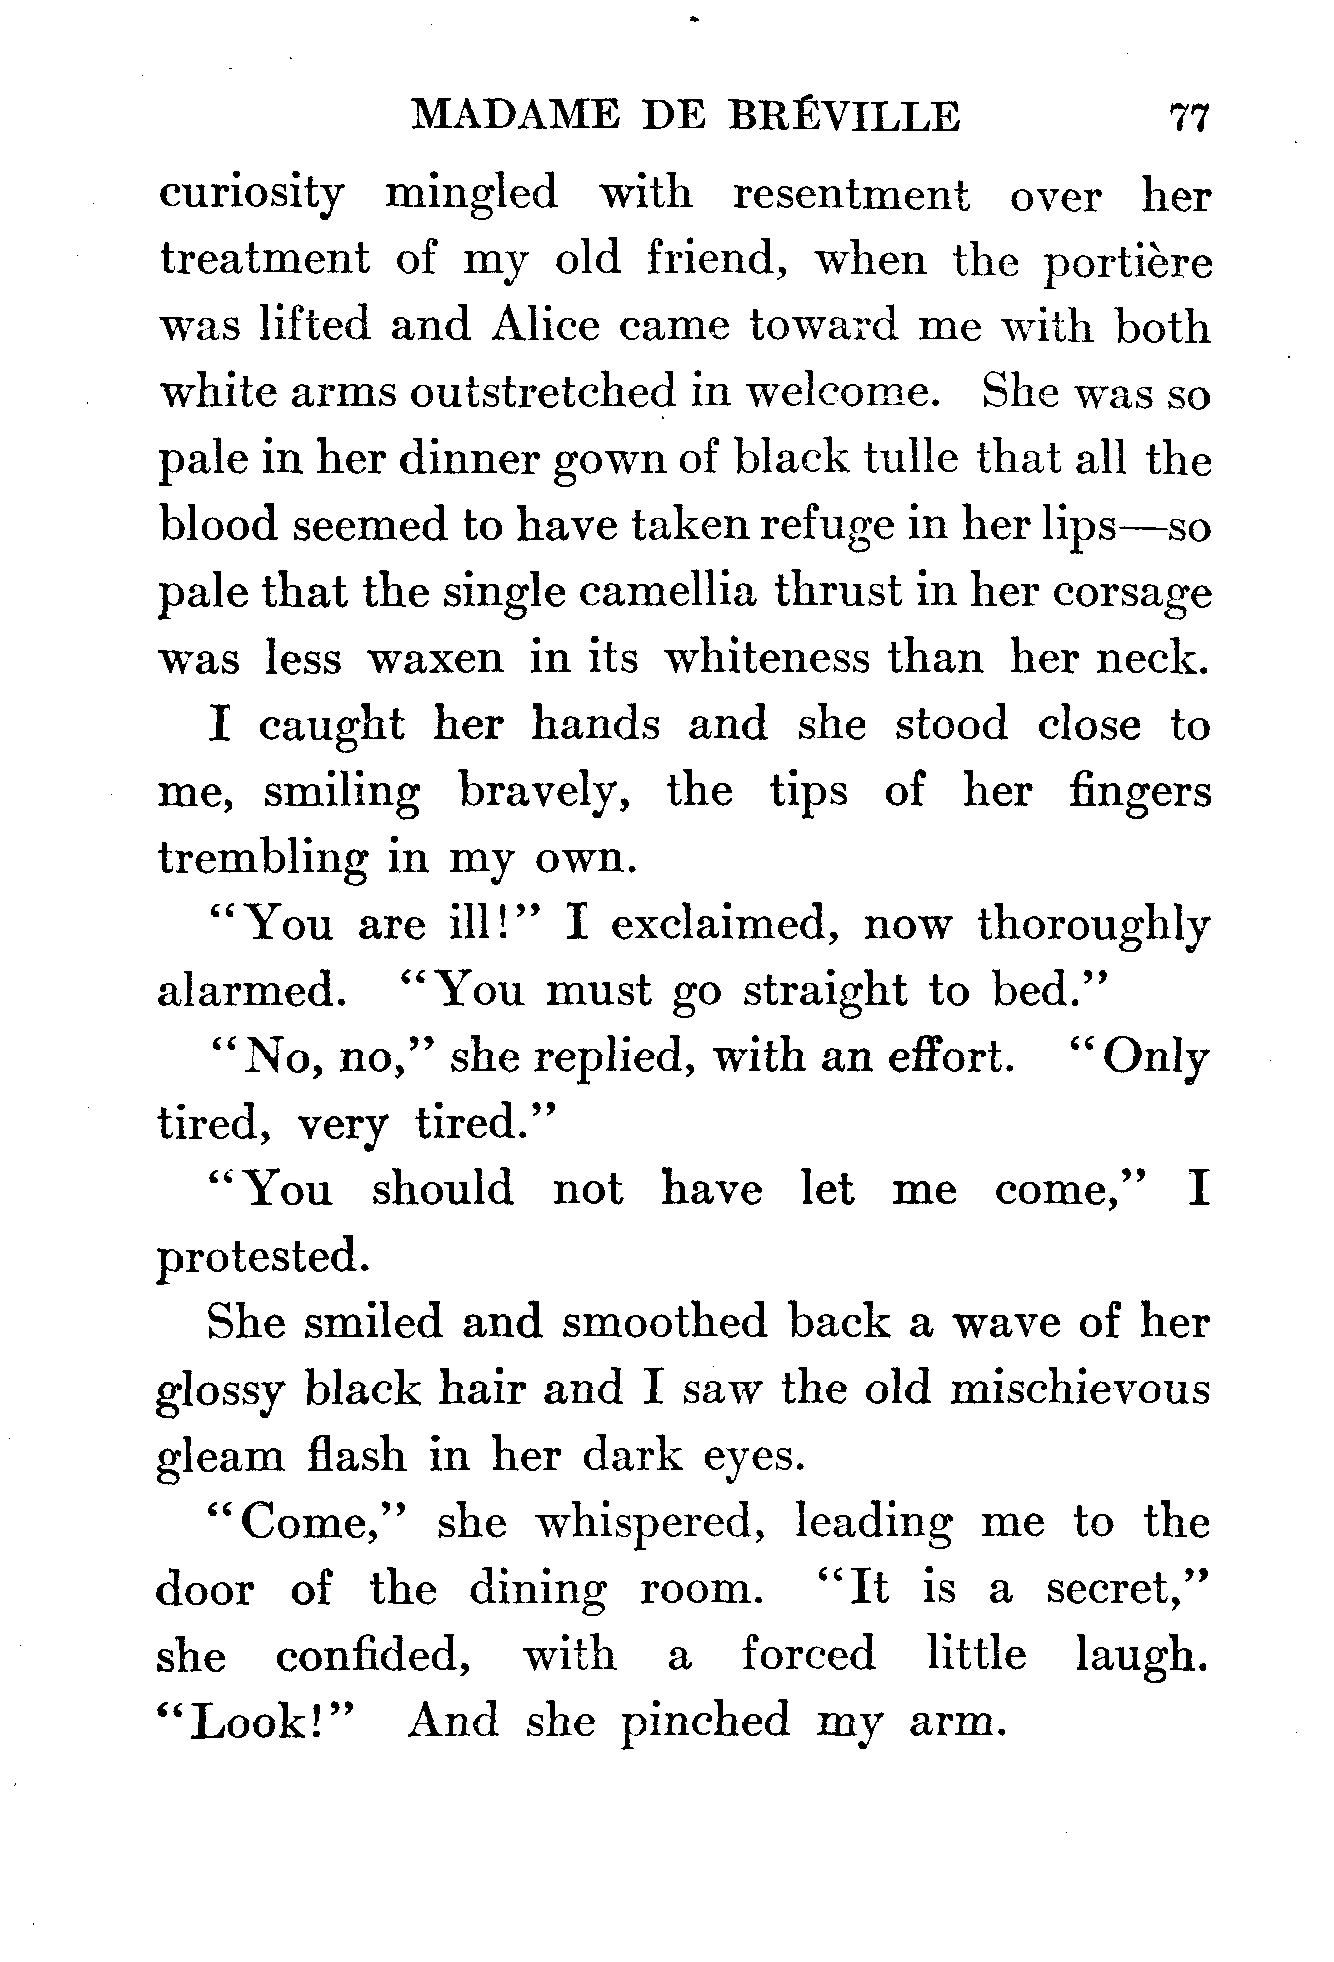 MADAME DE BRÉVILLE 77
curiosity mingled with resentment over her
treatment of my old friend, when the portière
was lifted and Alice came toward me with both
white arms outstretched in welcome. She was so
pale in her dinner gown of black tulle that all the
blood seemed to have taken refuge in her lips—so
pale that the single camellia thrust in her corsage
was less waxen in its whiteness than her neck.
I caught her hands and she stood close to
me, smiling bravely, the tips of her fingers
trembling in my own.
“You are ill!” I exclaimed, now thoroughly
alarmed. “You must go straight to bed.”
“No, no,” she replied, with an effort. “Only
tired, very tired.”
“You should not have let me come,” I
protested.
She smiled and smoothed back a wave of her
glossy black hair and I saw the old mischievous
gleam flash in her dark eyes.
“Come,” she whispered, leading me to the
door of the dining room. “It is a secret,”
she confided, with a forced little laugh.
“Look!” And she pinched my arm.